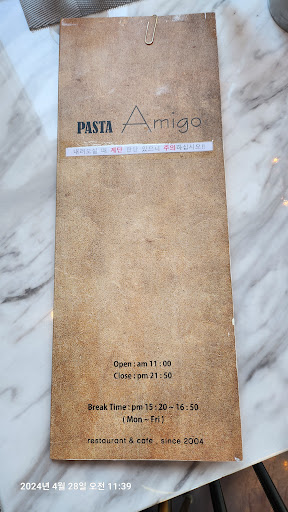 PASTA Amigo
내려오실 때 계단 한칸 있으니 주의하십시오!!
Open : am 11 : 00
Close : pm 21 : 50
Break Time : pm 15 : 20 ~ 16 : 50
( Mon ~ Fri )
restaurant & cafe , since 2004
2024년 4월 28일 오전 11:39